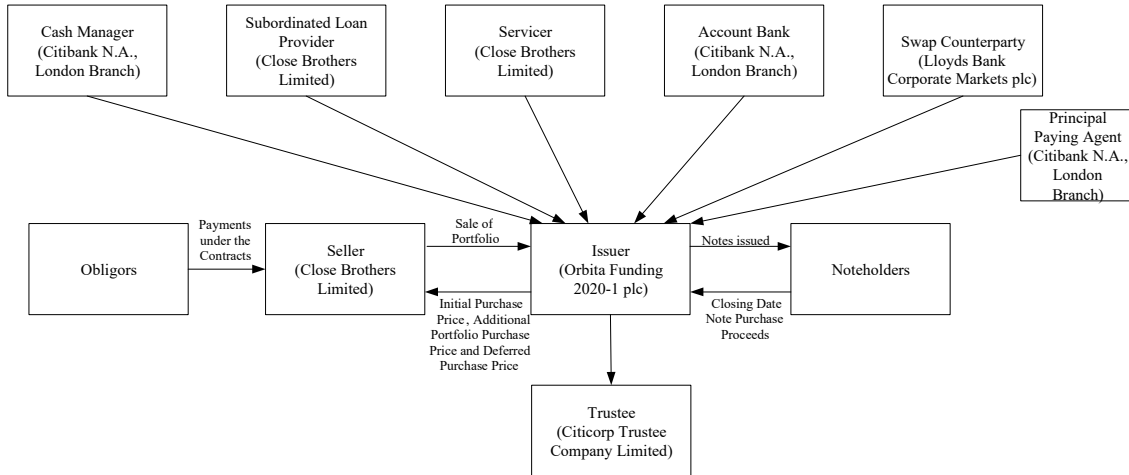 Cash Manager
(Citibank N.A.,
London Branch)
Subordinated Loan
Provider
(Close Brothers
Limited)
Servicer
(Close Brothers
Limited)
Account Bank
(Citibank N.A.,
London Branch)
Swap Counterparty
(Lloyds Bank
Corporate Markets plc)
Principal
Paying Agent
(Citibank N.A.,
London
Branch)
Obligors
Payments
under the
Contracts
Seller
(Close Brothers
Limited)
Sale of
Portfolio
Initial Purchase
Price, Additional
Portfolio Purchase
Price and Deferred
Purchase Price
Issuer
(Orbita Funding
2020-1 plc)
Notes issued
Closing Date
Note Purchase
Proceeds
Noteholders
Trustee
(Citicorp Trustee
Company Limited)